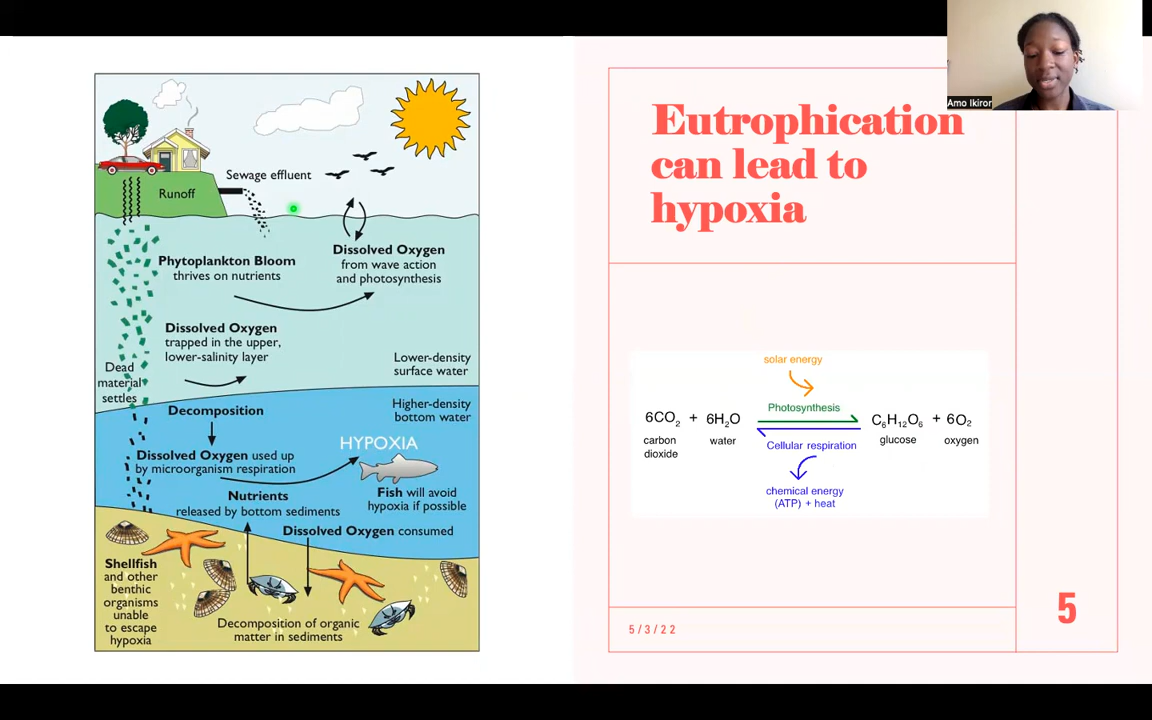 Sewage effluent
Runoff
Phytoplankton Bloom
thrives on nutrients
Dissolved Oxygen
from wave action
and photosynthesis
Dissolved Oxygen
trapped in the upper,
lower-salinity layer
Dead
material
settles
Lower-density
surface water
Higher-density
bottom water
Decomposition
HYPOXIA
Dissolved Oxygen used up
by microorganism respiration
Nutrients
released by bottom sediments
Fish will avoid
hypoxia if possible
Dissolved Oxygen consumed
Shellfish
and other
benthic
organisms
unable
to escape
hypoxia
Decomposition of organic
matter in sediments
Eutrophication
can lead to
hypoxia
Amo Ikiror
solar energy
Photosynthesis
6CO2 + 6H2O
C6H12O6 + 6O2
carbon
dioxide
water
Cellular respiration
glucose
oxygen
chemical energy
(ATP) + heat
5/3/22
5